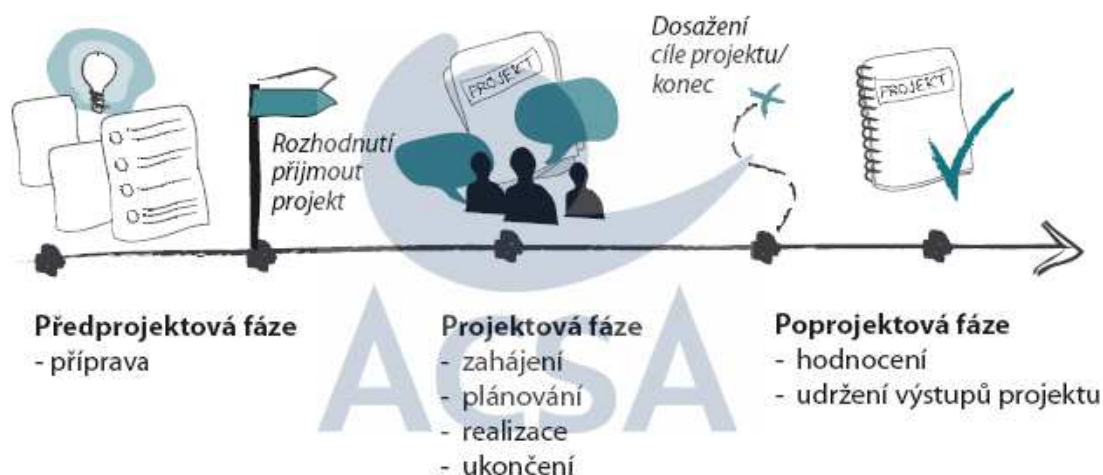 Dosažení
cíle projektu/
konec
PROJEKT
PROJEKT
Rozhodnutí
přijmout
projekt
Předprojektová fáze
- příprava
Projektová fáze
- zahájení
- plánování
- realizace
- ukončení
Poprojektová fáze
- hodnocení
- udržení výstupů projektu
ACSA